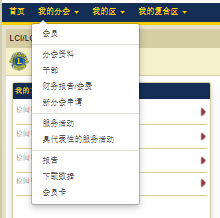 首页 我的分会 我的区 我的复合区
LCI/LC
会员
分会资料
干部
财务报告/会费
新分会申请
服务活动
具代表性的服务活动
报告
下载数据
会员卡